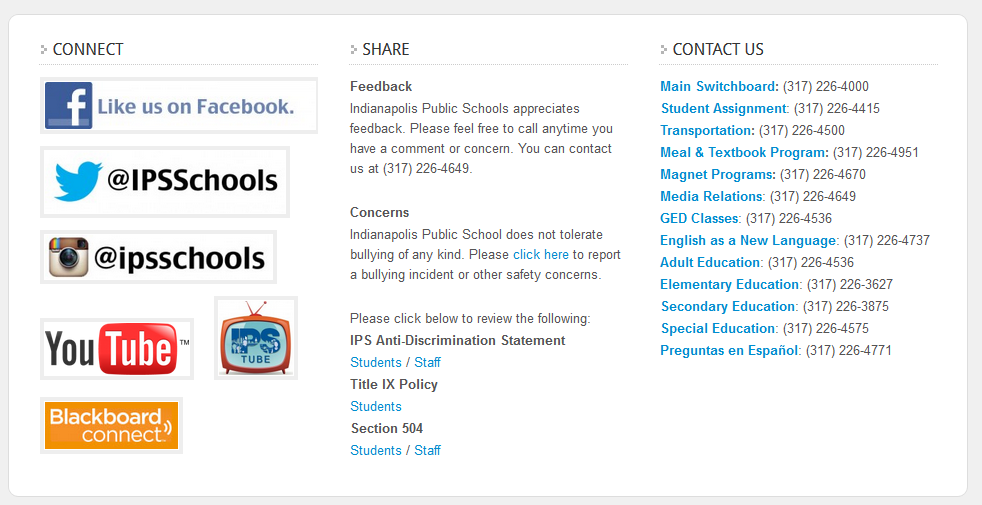 CONNECT
Like us on Facebook.
@IPSSchools
@ipsschools
YouTube™
IPS
TUBE
Blackboard
connect.
SHARE
Feedback
Indianapolis Public Schools appreciates
feedback. Please feel free to call anytime you
have a comment or concern. You can contact
us at (317) 226-4649.
Concerns
Indianapolis Public School does not tolerate
bullying of any kind. Please click here to report
a bullying incident or other safety concerns.
Please click below to review the following:
IPS Anti-Discrimination Statement
Students / Staff
Title IX Policy
Students
Section 504
Students / Staff
CONTACT US
Main Switchboard: (317) 226-4000
Student Assignment: (317) 226-4415
Transportation: (317) 226-4500
Meal & Textbook Program: (317) 226-4951
Magnet Programs: (317) 226-4670
Media Relations: (317) 226-4649
GED Classes: (317) 226-4536
English as a New Language: (317) 226-4737
Adult Education: (317) 226-4536
Elementary Education: (317) 226-3627
Secondary Education: (317) 226-3875
Special Education: (317) 226-4575
Preguntas en Español: (317) 226-4771